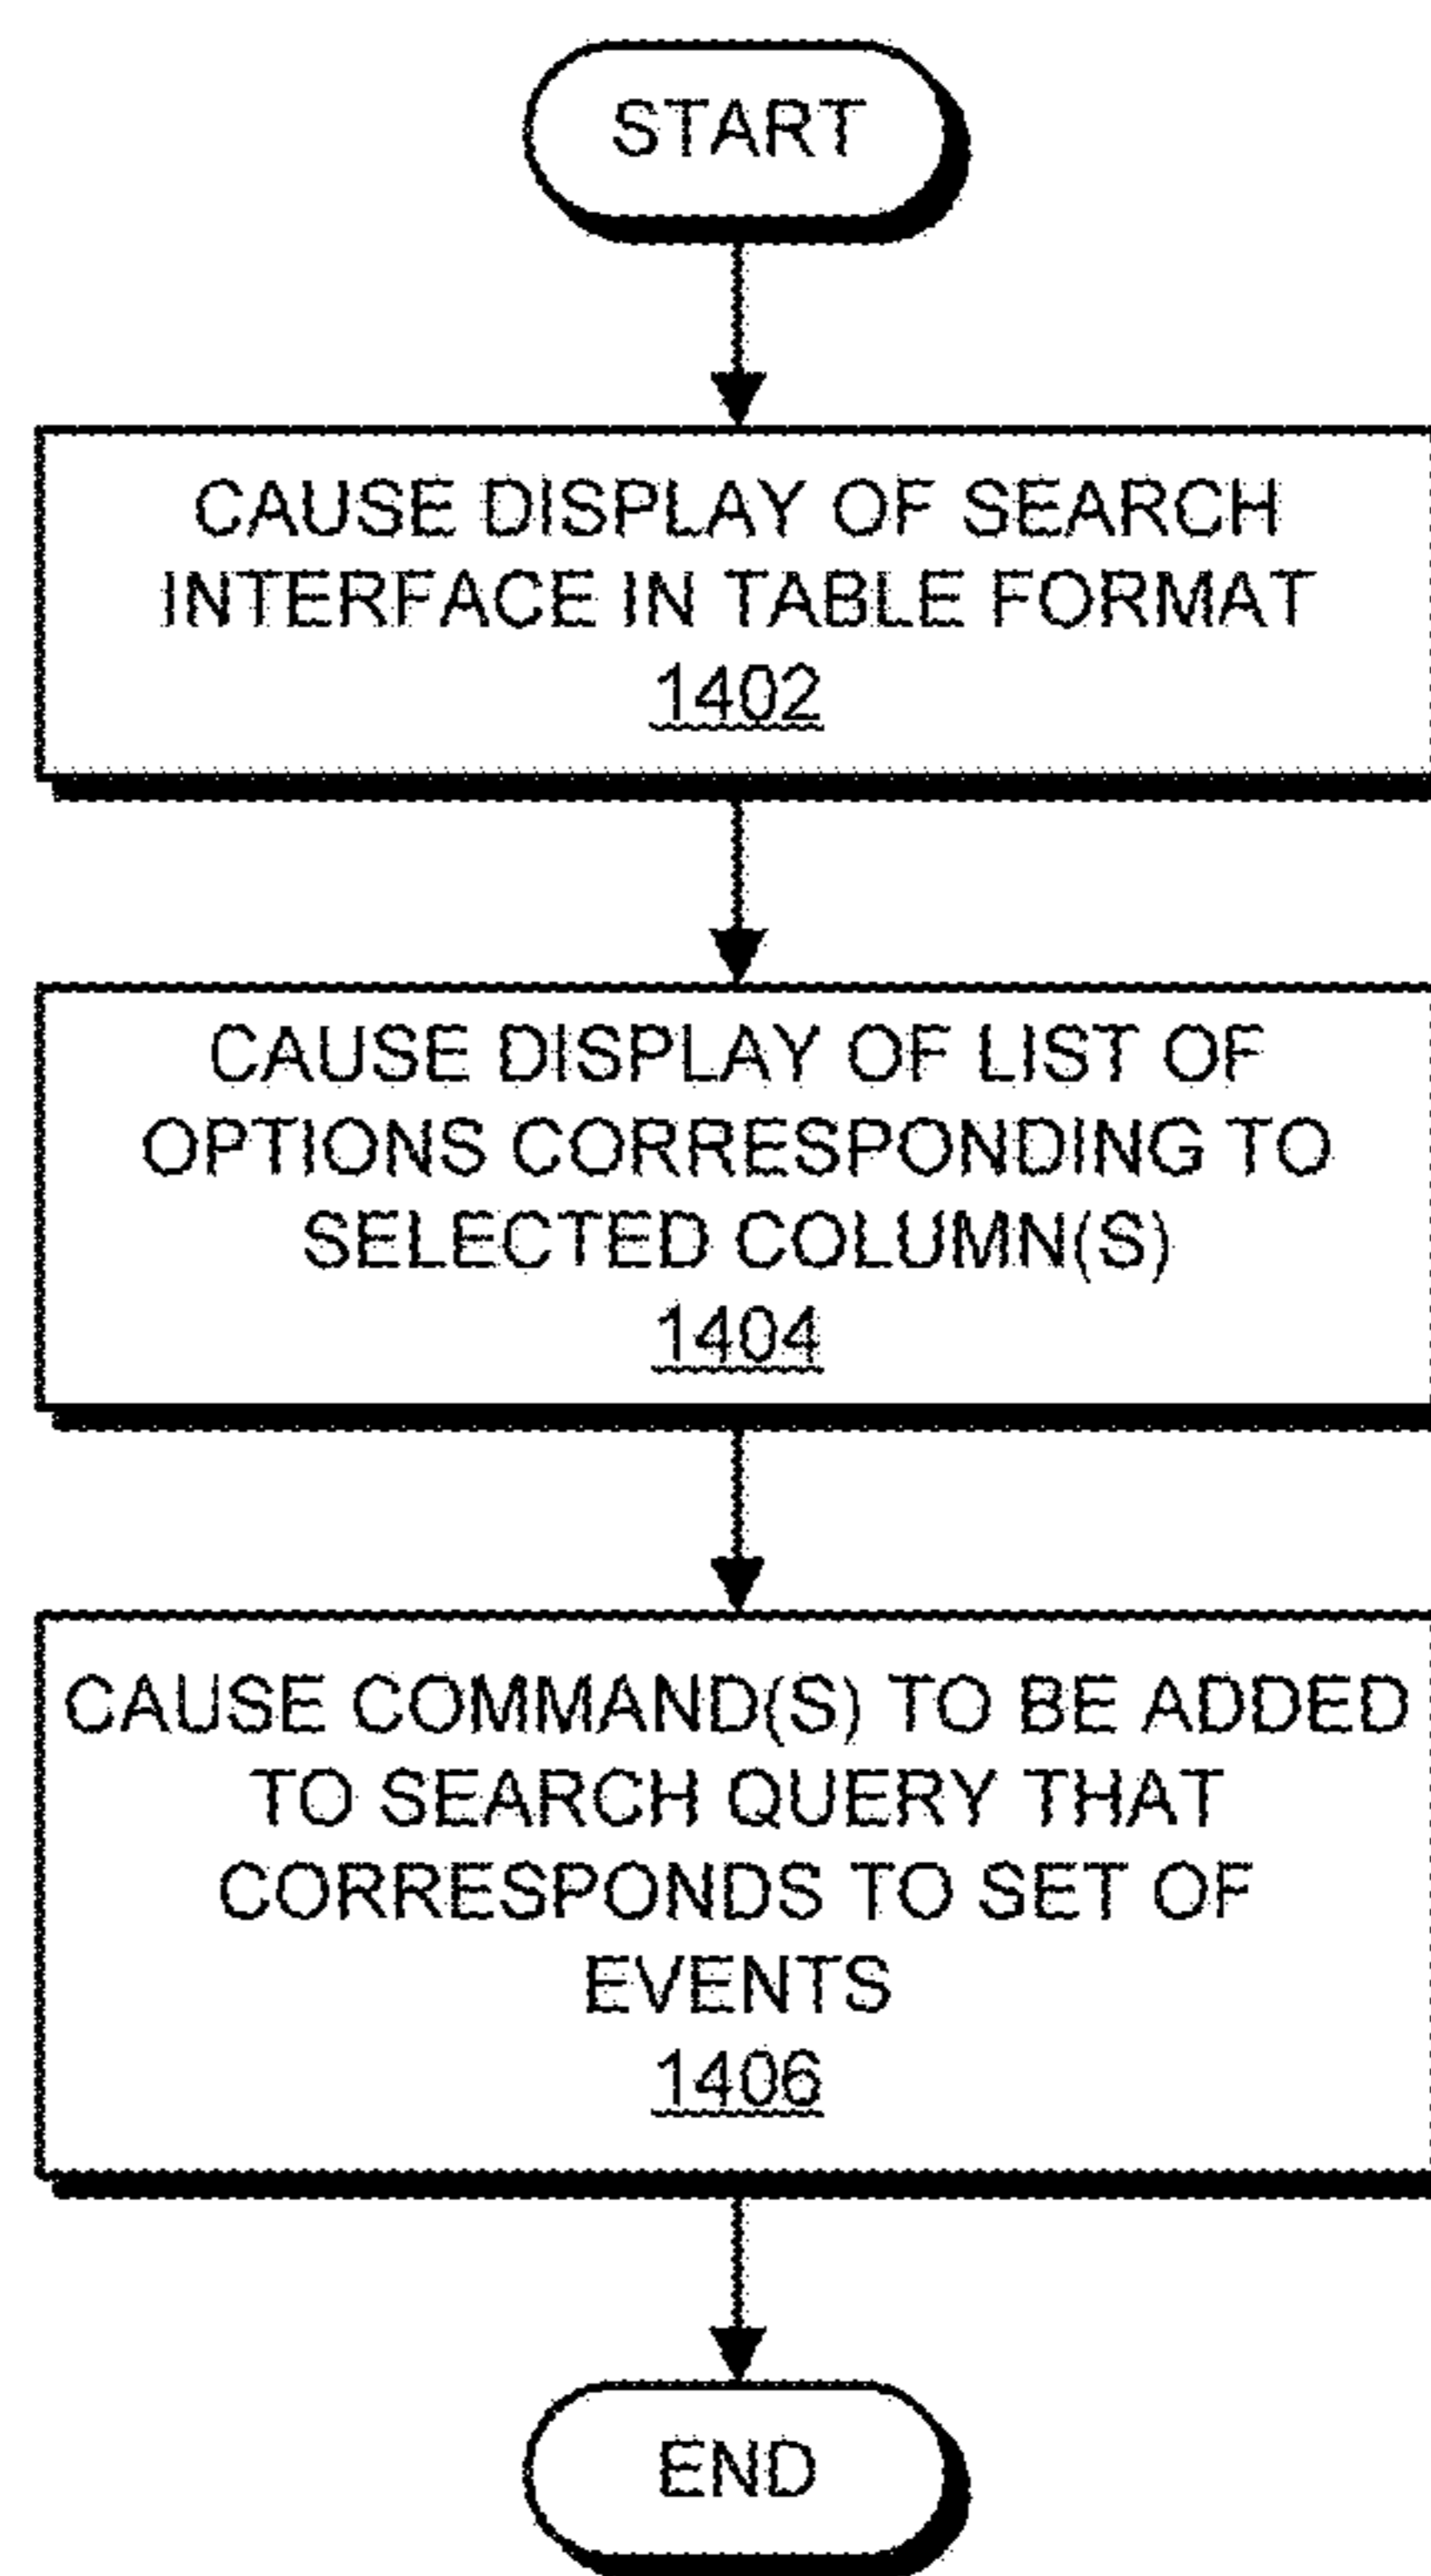 START
CAUSE DISPLAY OF SEARCH
INTERFACE IN TABLE FORMAT
1402
CAUSE DISPLAY OF LIST OF
OPTIONS CORRESPONDING TO
SELECTED COLUMN(S)
1404
CAUSE COMMAND(S) TO BE ADDED
TO SEARCH QUERY THAT
CORRESPONDS TO SET OF
EVENTS
1406
END